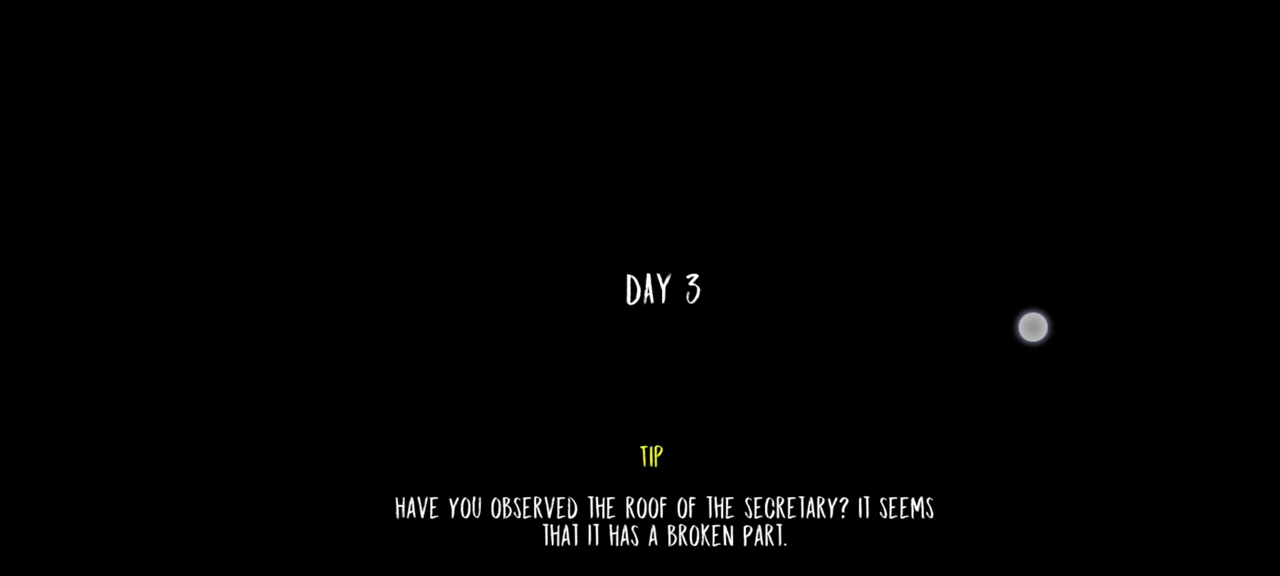 DAY 3
TIP
HAVE YOU OBSERVED THE ROOF OF THE SECRETARY? IT SEEMS
THAT IT HAS A BROKEN PART.